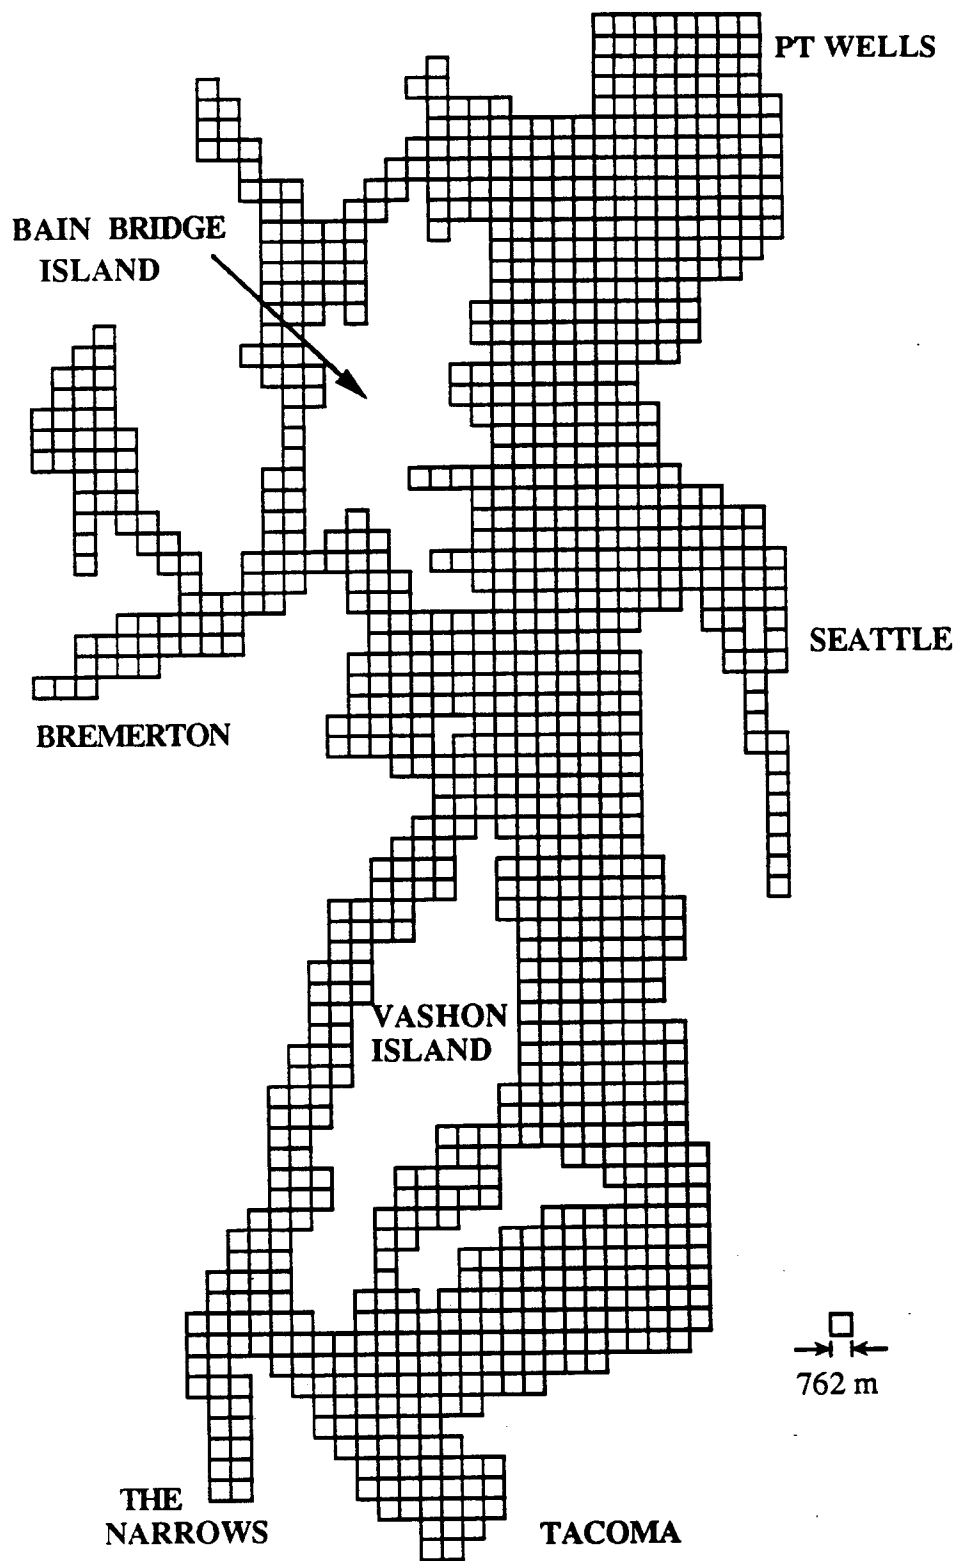 PT WELLS
BAIN BRIDGE
ISLAND
SEATTLE
BREMERTON
VASHON
ISLAND
762 m
THE
NARROWS
TACOMA